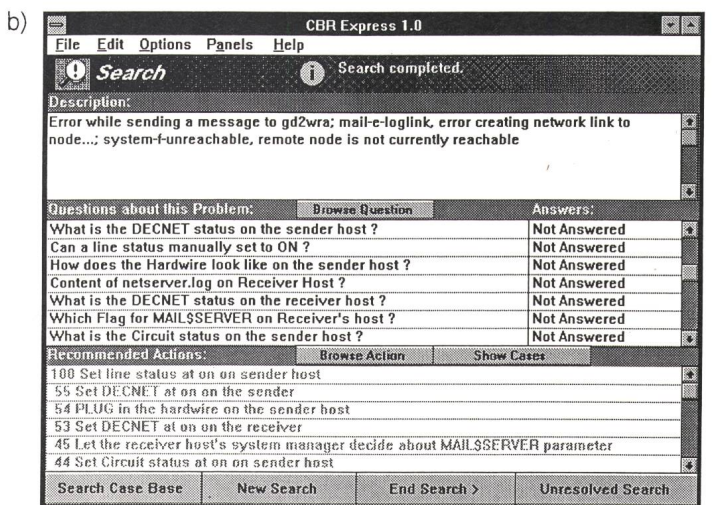 b)
CBR Express 1.0
File Edit Options Panels Help
Search
Search completed.
Description:
Error while sending a message to gd2wra; mail-e-loglink, error creating network link to
node...; system-f-unreachable, remote node is not currently reachable
Questions about this Problem: Browse Question Answers:
What is the DECNET status on the sender host ? Not Answered
Can a line status manually set to ON ? Not Answered
How does the Hardwire look like on the sender host ? Not Answered
Content of netserver.log on Receiver Host ? Not Answered
What is the DECNET status on the receiver host ? Not Answered
Which Flag for MAIL$SERVER on Receiver's host ? Not Answered
What is the Circuit status on the sender host ? Not Answered
Recommended Actions: Browse Action Show Cases
100 Set line status at on on sender host
55 Set DECNET at on on the sender
54 PLUG in the hardwire on the sender host
53 Set DECNET at on on the receiver
45 Let the receiver host's system manager decide about MAIL$SERVER parameter
44 Set Circuit status at on on sender host
Search Case Base New Search End Search > Unresolved Search